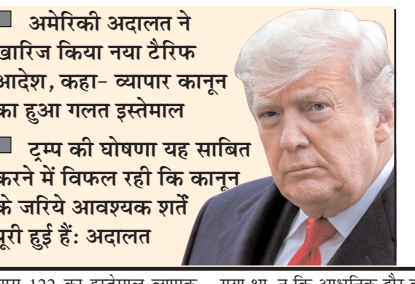 अमेरिकी अदालत ने
खारिज किया नया टैरिफ
आदेश, कहा- व्यापार कानून
का हुआ गलत इस्तेमाल
ट्रम्प की घोषणा यह साबित
करने में विफल रही कि कानून
के जरिये आवश्यक शर्तें
पूरी हुई हैं: अदालत